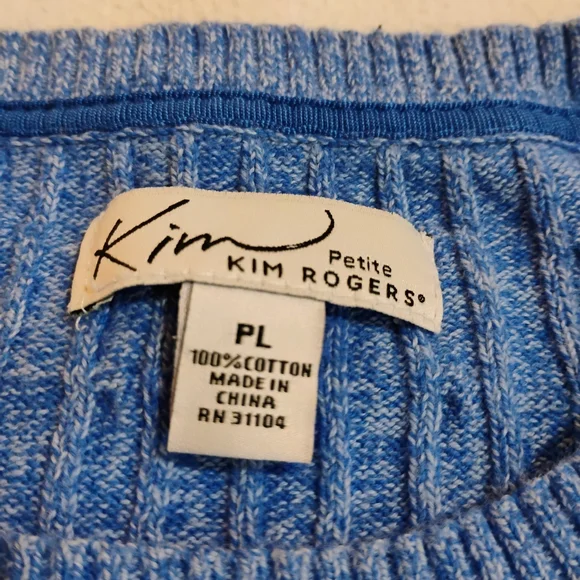 Kim
Petite
KIM ROGERS®
PL
100% COTTON
MADE IN
CHINA
RN 31104